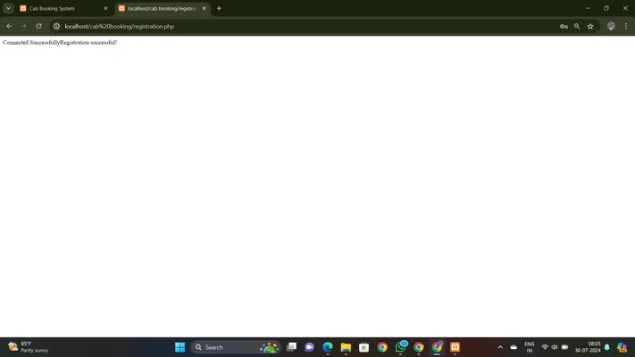 Cab Booking System
localhost/cab booking/registra
localhost/cab%20booking/registration.php
Connected SuccessfullyRegistration successful!
85°F
Partly sunny
Search
ENG
IN
08:05
30-07-2024